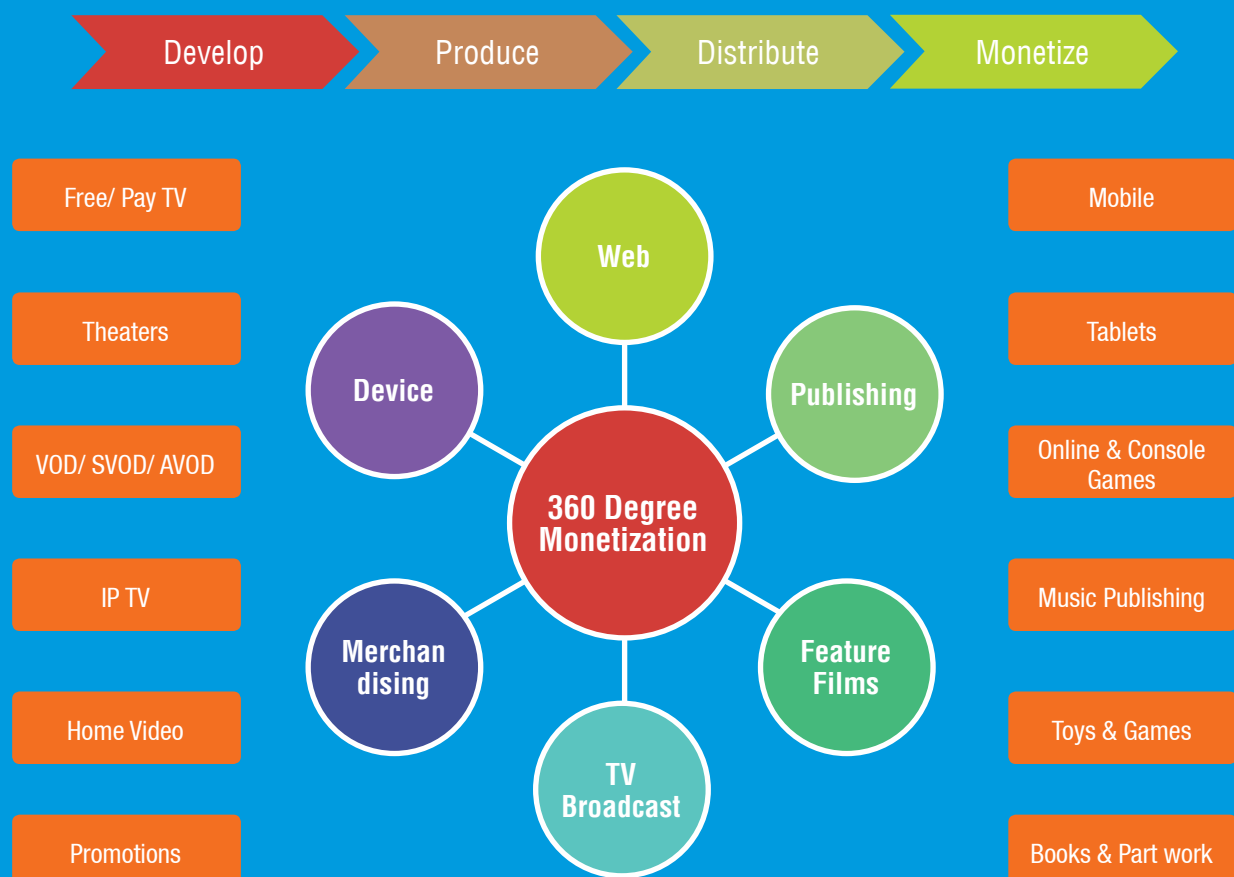 Develop
Produce
Distribute
Monetize
Free/ Pay TV
Theaters
VOD/ SVOD/ AVOD
IP TV
Home Video
Promotions
Web
Device
Publishing
360 Degree
Monetization
Merchan
dising
Feature
Films
TV
Broadcast
Mobile
Tablets
Online & Console
Games
Music Publishing
Toys & Games
Books & Part work